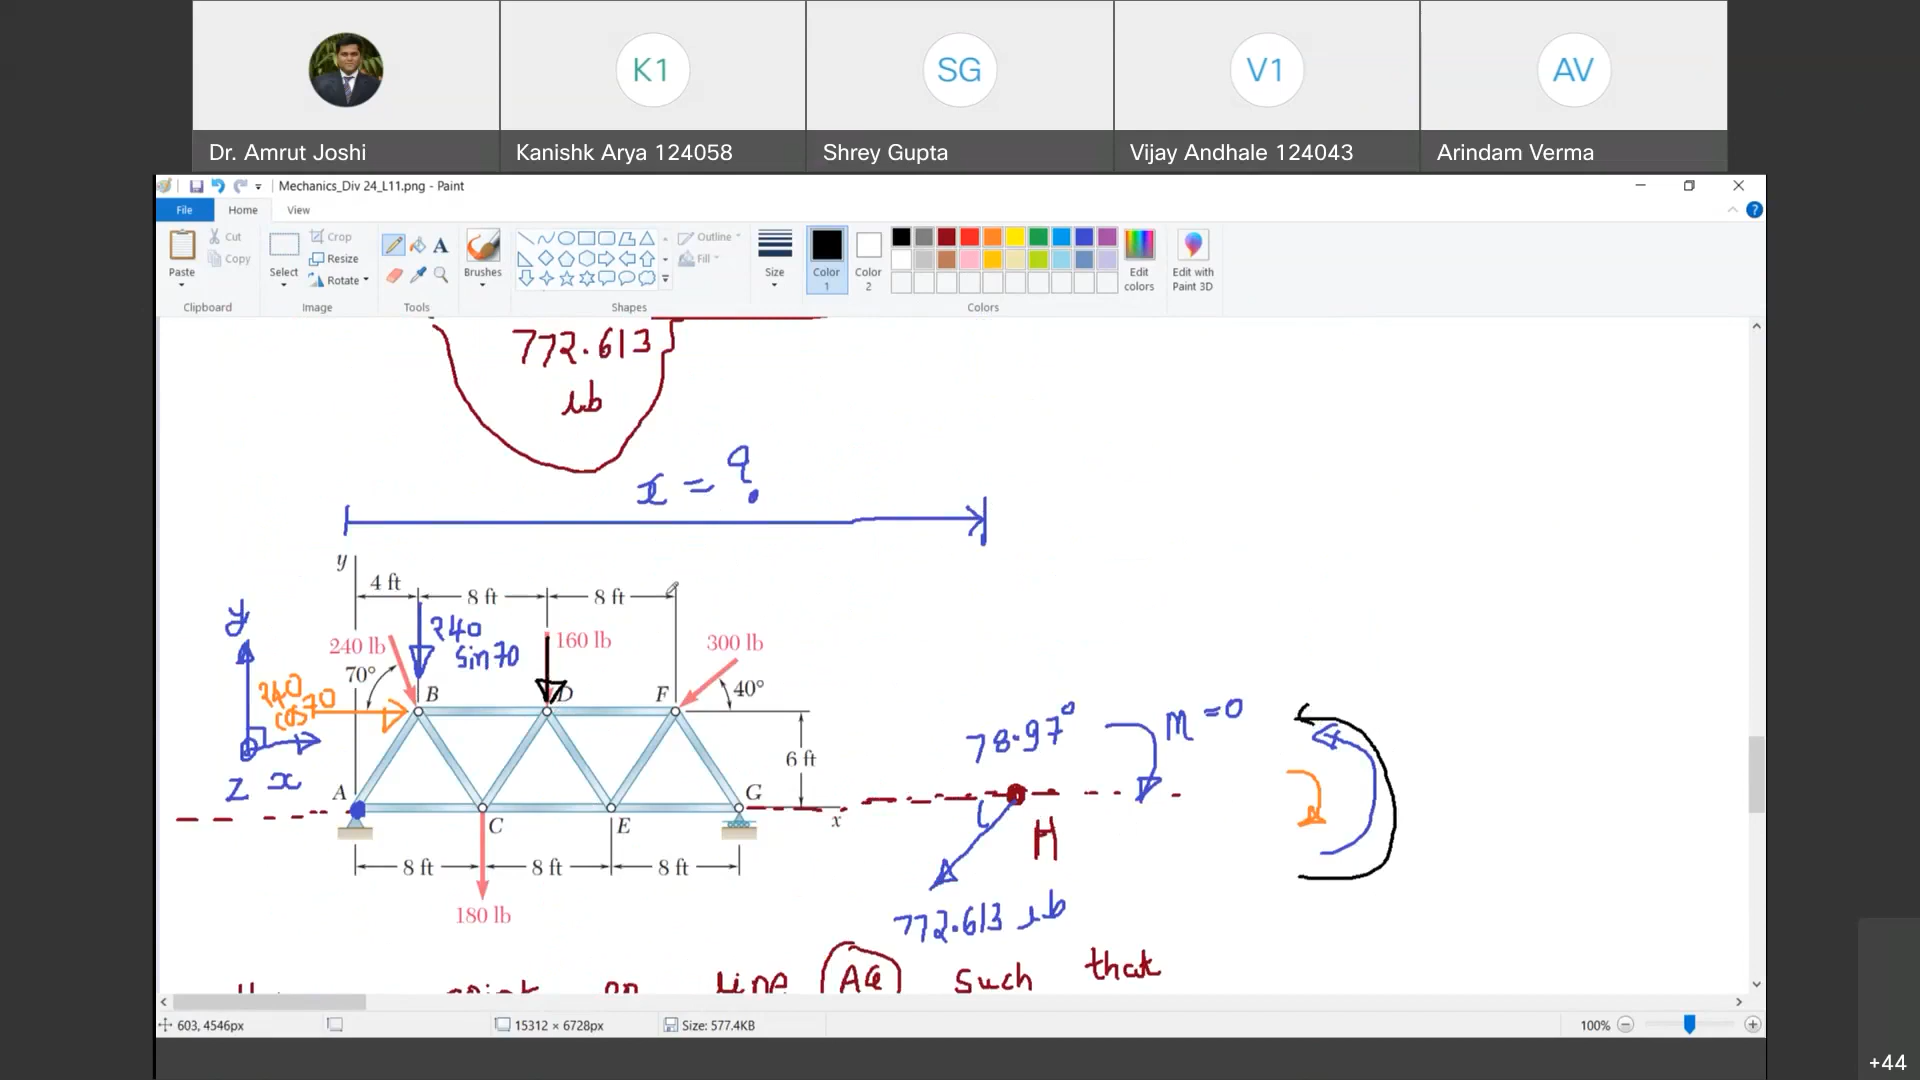 K1
SG
V1
AV
Dr. Amrut Joshi
Kanishk Arya 124058
Shrey Gupta
Vijay Andhale 124043
Arindam Verma
Mechanics_Div 24_L11.png - Paint
File Home View
Paste
Cut
Copy
Clipboard
Select
Crop
Resize
Rotate
Image
A
Tools
Brushes
Outline
Fill
Shapes
Size
Color 1
Color 2
Edit colors
Colors
Edit with Paint 3D
772.613
lb
x = ?
y
4 ft
8 ft
8 ft
y
240 lb
240
sin70
160 lb
300 lb
70°
240
cos70
B
D
F
40°
78.97°
M = 0
6 ft
z
x
A
G
x
C
E
H
8 ft
8 ft
8 ft
180 lb
772.613 lb
point on line AG such that
603, 4546px
15312 × 6728px
Size: 577.4KB
100%
+44